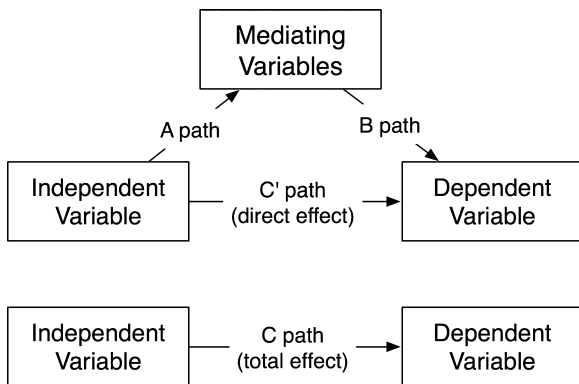 Mediating
Variables
A path
B path
Independent
Variable
C' path
(direct effect)
Dependent
Variable
Independent
Variable
C path
(total effect)
Dependent
Variable